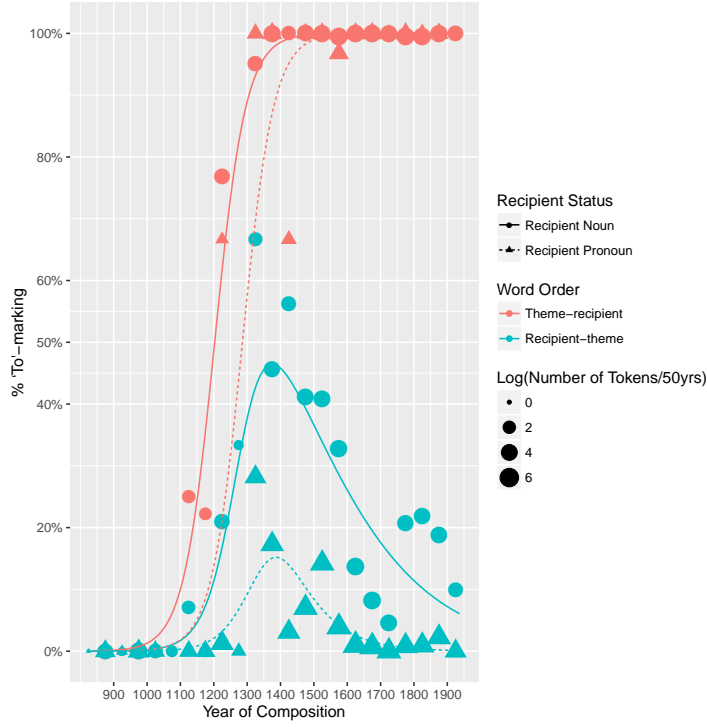 100%
80%
60%
40%
20%
0%
% 'To'−marking
900 1000 1100 1200 1300 1400 1500 1600 1700 1800 1900
Year of Composition
Recipient Status
Recipient Noun
Recipient Pronoun
Word Order
Theme−recipient
Recipient−theme
Log(Number of Tokens/50yrs)
0
2
4
6